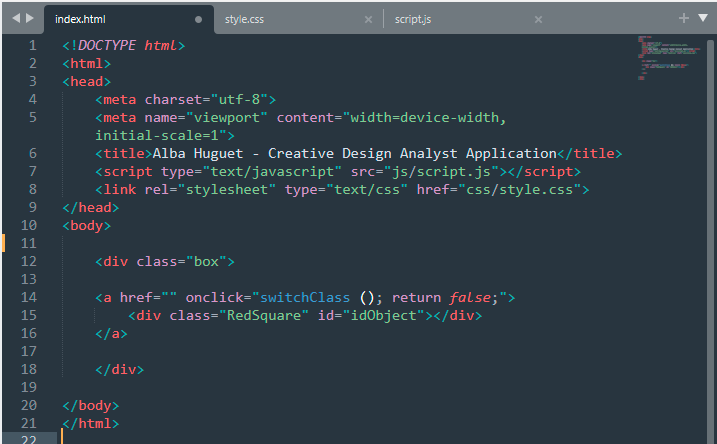 index.html
style.css
script.js
1 <!DOCTYPE html>
2 <html>
3 <head>
4 <meta charset="utf-8">
5 <meta name="viewport" content="width=device-width,
initial-scale=1">
6 <title>Alba Huguet - Creative Design Analyst Application</title>
7 <script type="text/javascript" src="js/script.js"></script>
8 <link rel="stylesheet" type="text/css" href="css/style.css">
9 </head>
10 <body>
11
12 <div class="box">
13
14 <a href="" onclick="switchClass (); return false;">
15 <div class="RedSquare" id="idObject"></div>
16 </a>
17
18 </div>
19
20 </body>
21 </html>
22